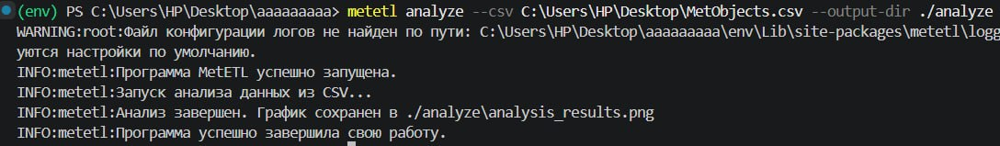 (env) PS C:\Users\HP\Desktop\aaaaaaaaa> metetl analyze --csv C:\Users\HP\Desktop\MetObjects.csv --output-dir ./analyze
WARNING:root:Файл конфигурации логов не найден по пути: C:\Users\HP\Desktop\aaaaaaaaa\env\Lib\site-packages\metetl\logg
уются настройки по умолчанию.
INFO:metetl:Программа MetETL успешно запущена.
INFO:metetl:Запуск анализа данных из CSV...
INFO:metetl:Анализ завершен. График сохранен в ./analyze\analysis_results.png
INFO:metetl:Программа успешно завершила свою работу.